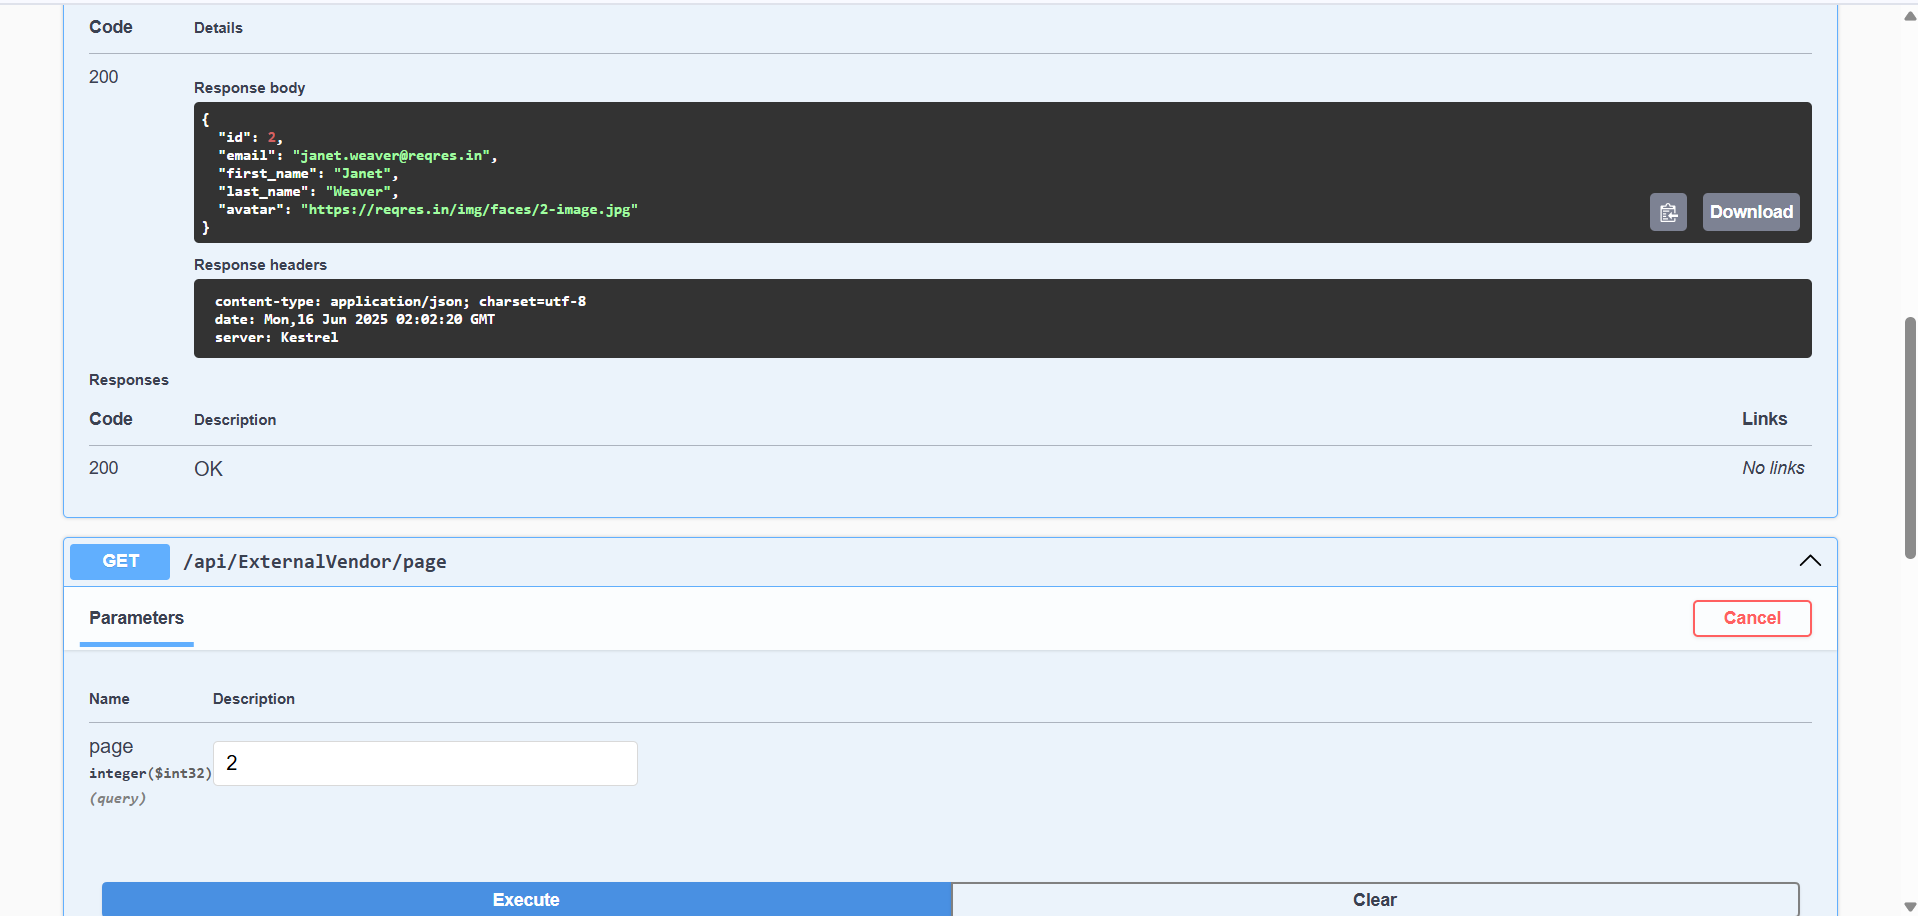 Code Details
200
Response body
{
"id": 2,
"email": "janet.weaver@reqres.in",
"first_name": "Janet",
"last_name": "Weaver",
"avatar": "https://reqres.in/img/faces/2-image.jpg"
}
Download
Response headers
content-type: application/json; charset=utf-8
date: Mon,16 Jun 2025 02:02:20 GMT
server: Kestrel
Responses
Code Description Links
200 OK No links
GET /api/ExternalVendor/page
Parameters Cancel
Name Description
page
integer($int32)
(query)
2
Execute Clear